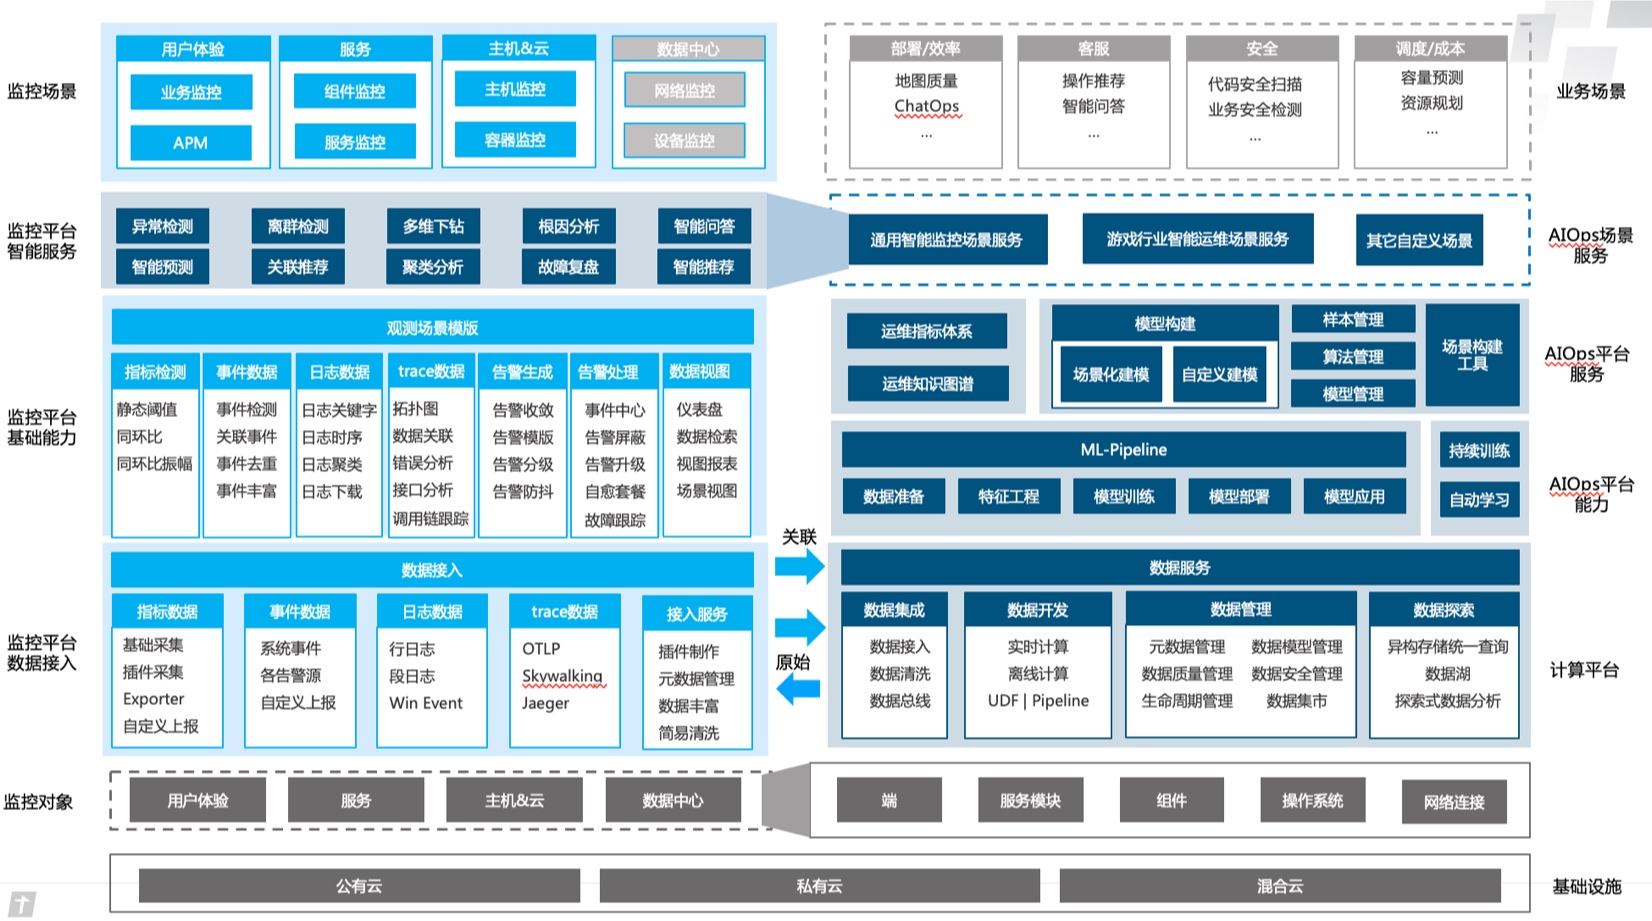 监控场景
用户体验
业务监控
APM
服务
组件监控
服务监控
主机&云
主机监控
容器监控
数据中心
网络监控
设备监控
部署/效率
地图质量
ChatOps
...
客服
操作推荐
智能问答
...
安全
代码安全扫描
业务安全检测
...
调度/成本
容量预测
资源规划
...
业务场景
监控平台
智能服务
异常检测
离群检测
多维下钻
根因分析
智能问答
智能预测
关联推荐
聚类分析
故障复盘
智能推荐
通用智能监控场景服务
游戏行业智能运维场景服务
其它自定义场景
AIOps场景
服务
监控平台
基础能力
观测场景模版
指标检测
静态阈值
同环比
同环比振幅
事件数据
事件检测
关联事件
事件去重
事件丰富
日志数据
日志关键字
日志时序
日志聚类
日志下载
trace数据
拓扑图
数据关联
错误分析
接口分析
调用链跟踪
告警生成
告警收敛
告警模版
告警分级
告警防抖
告警处理
事件中心
告警屏蔽
告警升级
自愈套餐
故障跟踪
数据视图
仪表盘
数据检索
视图报表
场景视图
运维指标体系
运维知识图谱
模型构建
场景化建模
自定义建模
样本管理
算法管理
模型管理
场景构建
工具
AIOps平台
服务
ML-Pipeline
数据准备
特征工程
模型训练
模型部署
模型应用
持续训练
自动学习
AIOps平台
能力
监控平台
数据接入
数据接入
指标数据
基础采集
插件采集
Exporter
自定义上报
事件数据
系统事件
各告警源
自定义上报
日志数据
行日志
段日志
Win Event
trace数据
OTLP
Skywalking
Jaeger
接入服务
插件制作
元数据管理
数据丰富
简易清洗
关联
原始
数据服务
数据集成
数据接入
数据清洗
数据总线
数据开发
实时计算
离线计算
UDF | Pipeline
数据管理
元数据管理 数据模型管理
数据质量管理 数据安全管理
生命周期管理 数据集市
数据探索
异构存储统一查询
数据湖
探索式数据分析
计算平台
监控对象
用户体验
服务
主机&云
数据中心
端
服务模块
组件
操作系统
网络连接
公有云
私有云
混合云
基础设施